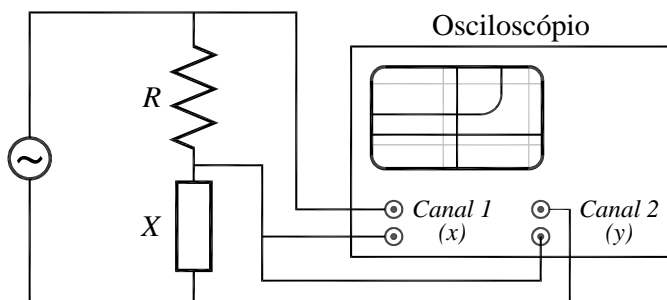 Osciloscópio
R
Canal 1
(x)
Canal 2
(y)
X